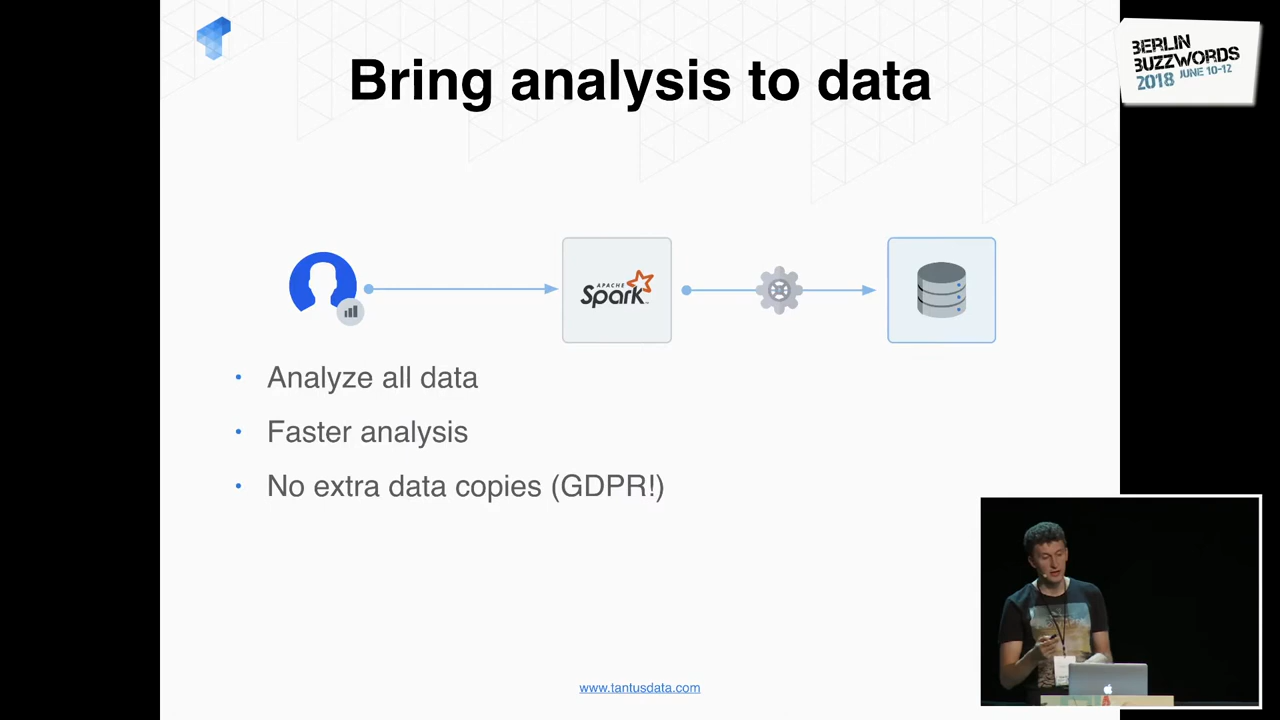 Bring analysis to data
BERLIN
BUZZWORDS
2018 JUNE 10-12
APACHE
Spark
• Analyze all data
• Faster analysis
• No extra data copies (GDPR!)
www.tantusdata.com